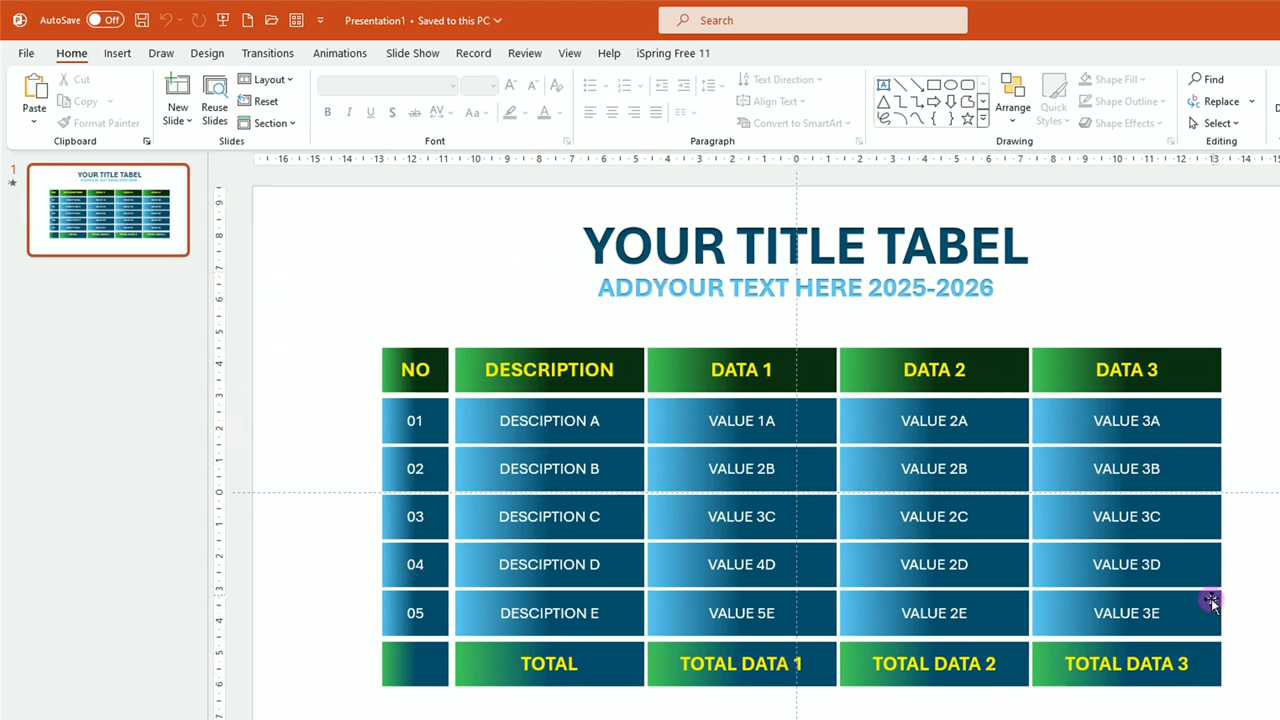 AutoSave Off Presentation1 • Saved to this PC Search
File Home Insert Draw Design Transitions Animations Slide Show Record Review View Help iSpring Free 11
Paste Cut Copy Format Painter
Clipboard
New Slide Reuse Slides Layout Reset Section
Slides
B I U S ab AV Aa A
Font
Text Direction Align Text Convert to SmartArt
Paragraph
Arrange Quick Styles Shape Fill Shape Outline Shape Effects
Drawing
Find Replace Select
Editing
1
YOUR TITLE TABEL
ADDYOUR TEXT HERE 2025-2026
NO DESCRIPTION DATA 1 DATA 2 DATA 3
01 DESCIPTION A VALUE 1A VALUE 2A VALUE 3A
02 DESCIPTION B VALUE 2B VALUE 2B VALUE 3B
03 DESCIPTION C VALUE 3C VALUE 2C VALUE 3C
04 DESCIPTION D VALUE 4D VALUE 2D VALUE 3D
05 DESCIPTION E VALUE 5E VALUE 2E VALUE 3E
TOTAL TOTAL DATA 1 TOTAL DATA 2 TOTAL DATA 3